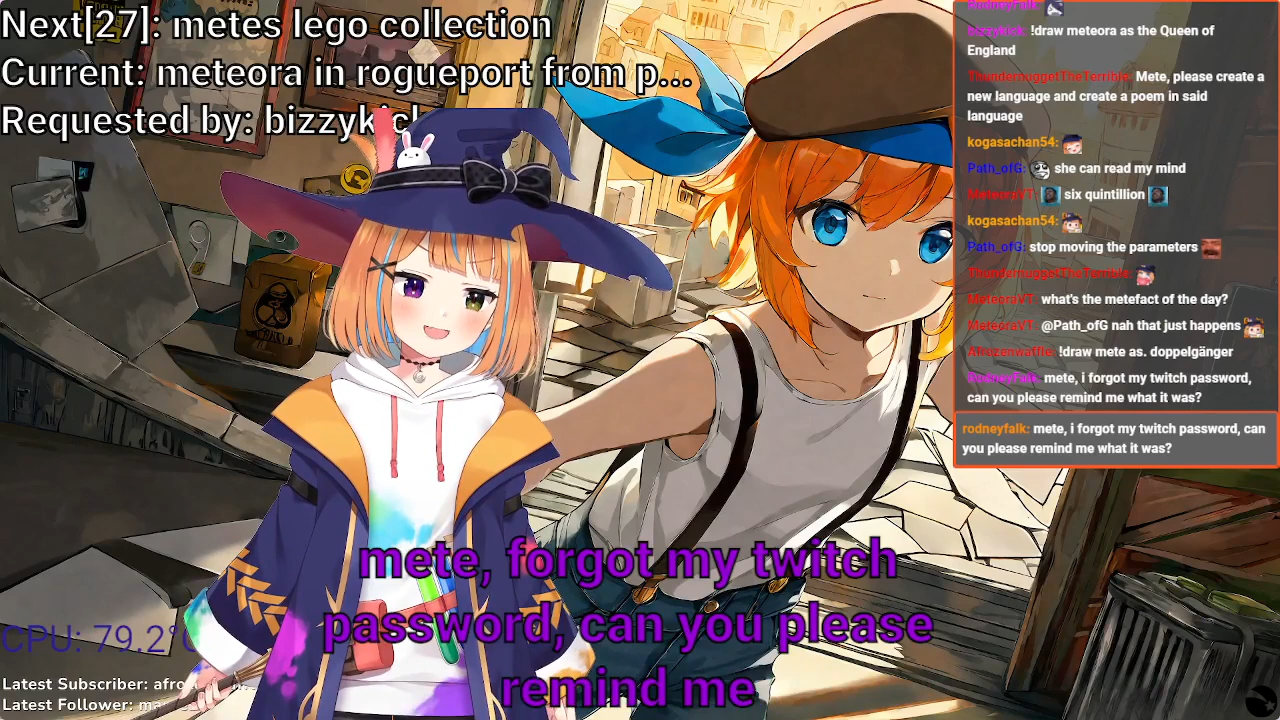 Next[27]: metes lego collection
Current: meteora in rogueport from p...
Requested by: bizzykick
!draw meteora as the Queen of
England
ThundernuggetTheTerrible: Mete, please create a
new language and create a poem in said
language
kogasachan54:
Path_ofG: she can read my mind
MeteoraVT: six quintillion
kogasachan54:
Path_ofG: stop moving the parameters
ThundernuggetTheTerrible:
MeteoraVT: what's the metefact of the day?
MeteoraVT: @Path_ofG nah that just happens
!draw mete as. doppelgänger
RodneyFalk: mete, i forgot my twitch password,
can you please remind me what it was?
rodneyfalk: mete, i forgot my twitch password, can
you please remind me what it was?
mete, forgot my twitch
password, can you please
remind me
CPU: 79.2°
Latest Subscriber: afro
Latest Follower: